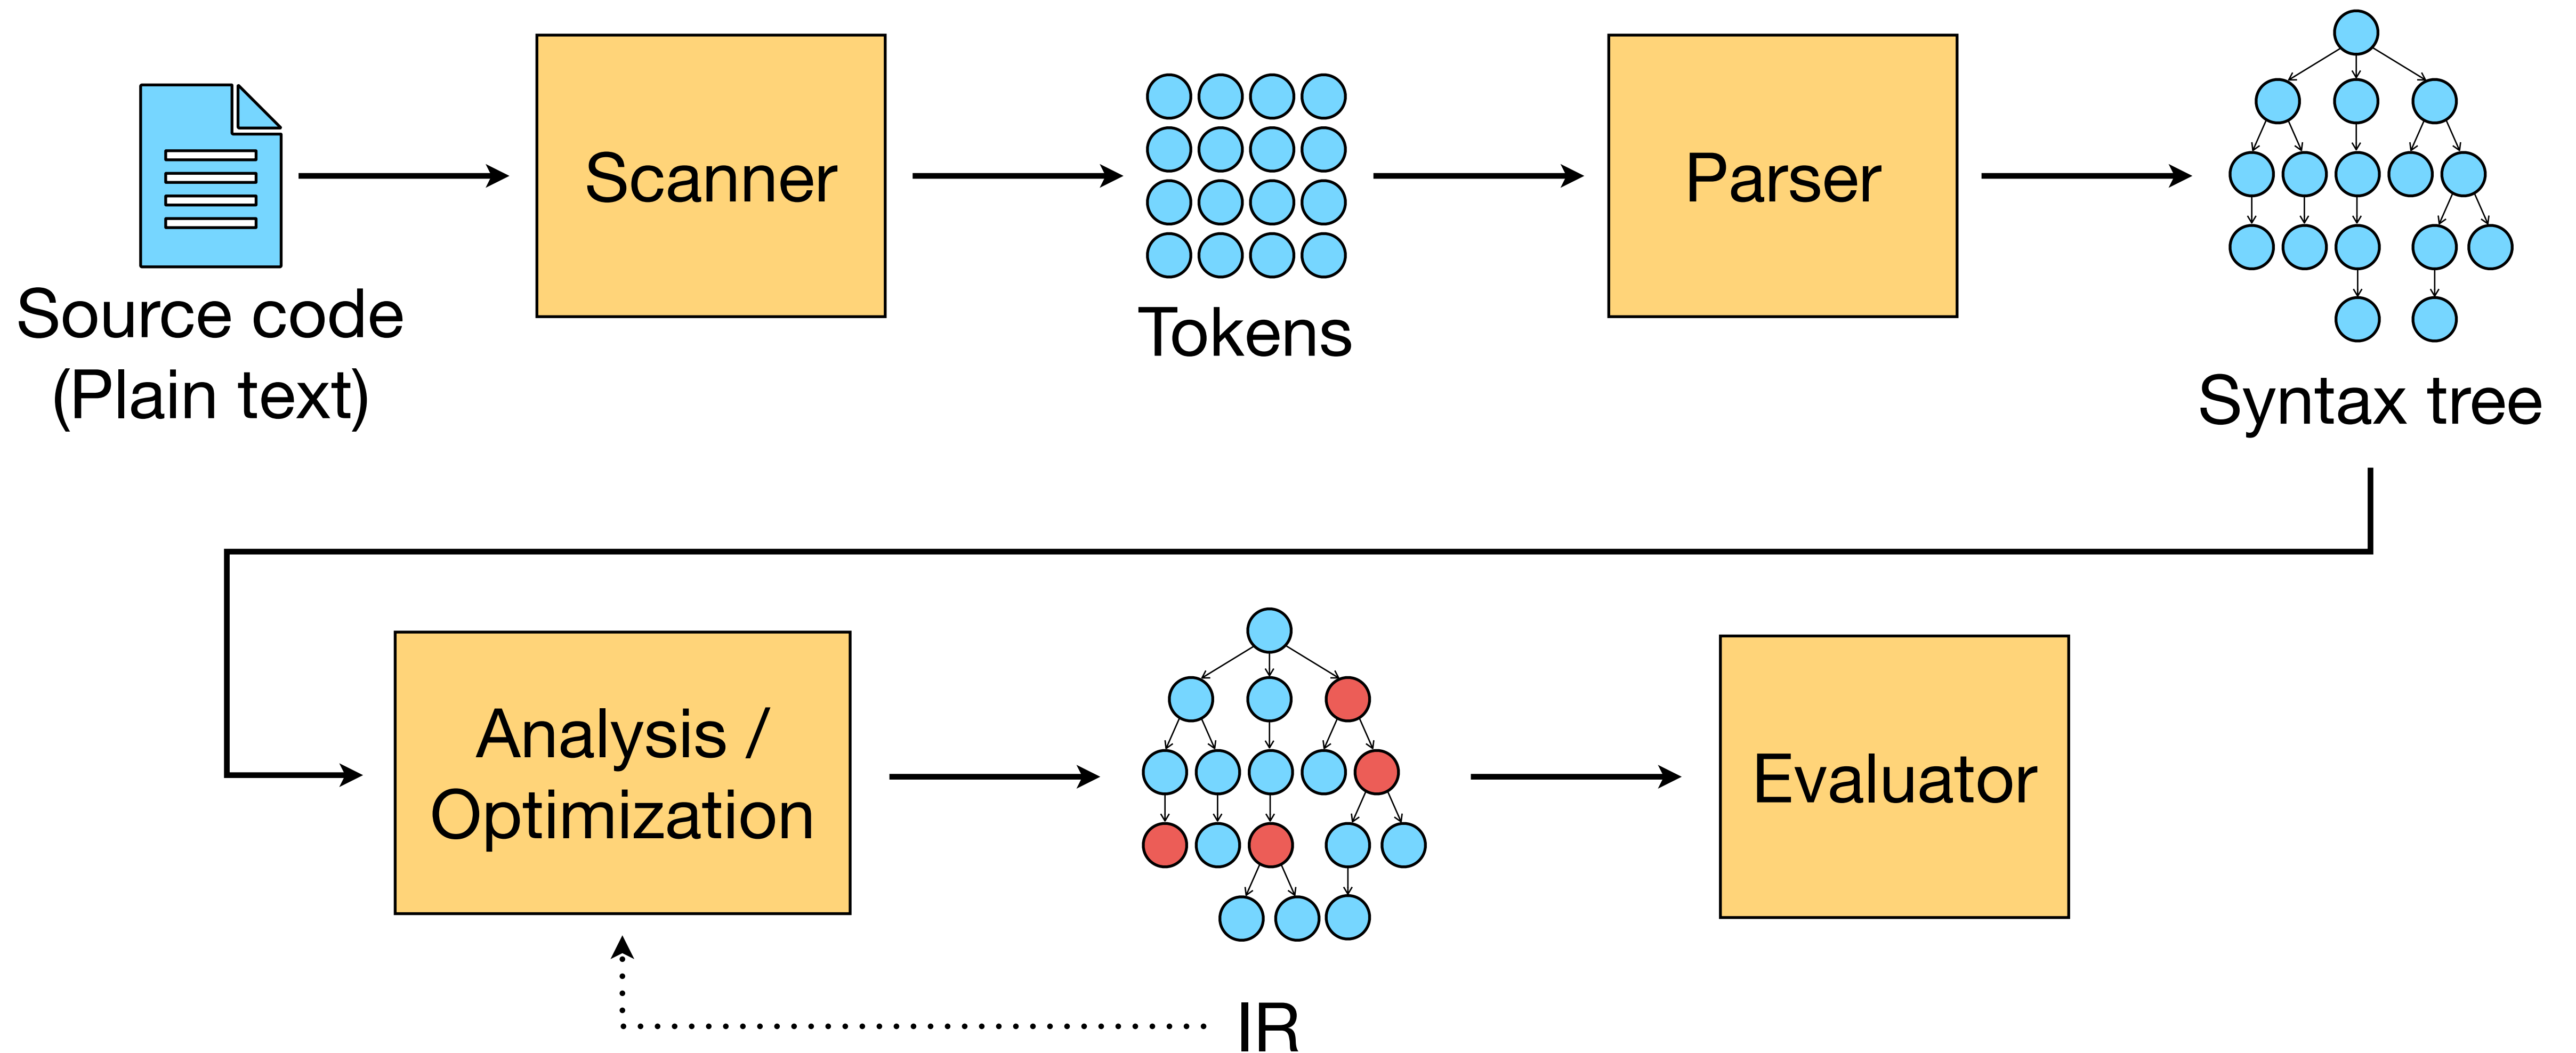 Source code
(Plain text)
Scanner
Tokens
Parser
Syntax tree
Analysis /
Optimization
IR
Evaluator